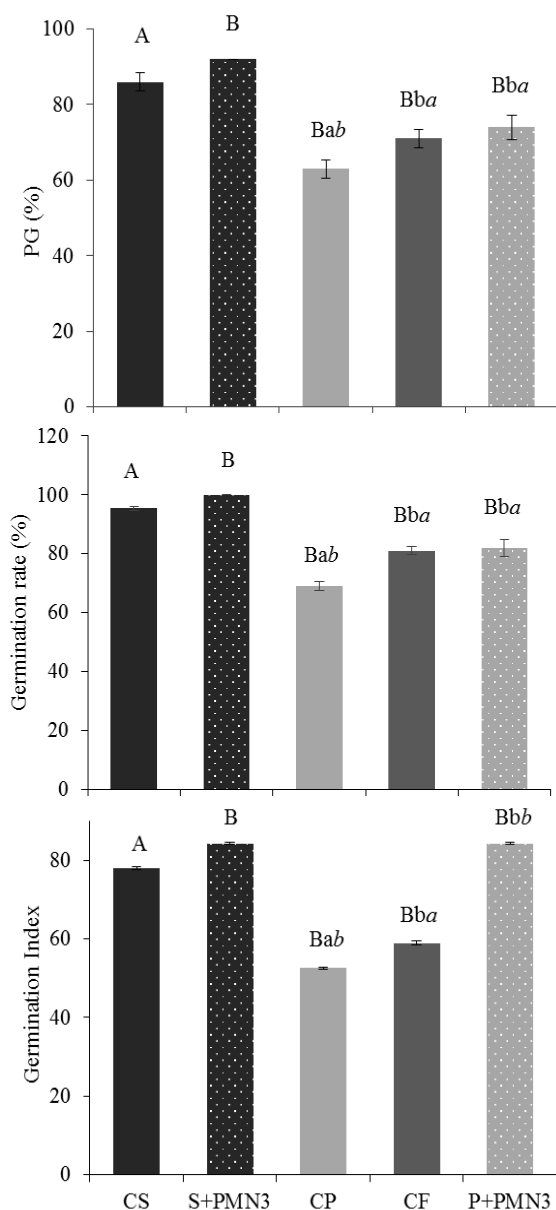 100
80
60
40
20
0
PG (%)
A
B
Bab
Bba
Bba
120
100
80
60
40
20
0
Germination rate (%)
A
B
Bab
Bba
Bba
80
60
40
20
0
Germination Index
A
B
Bab
Bba
Bbb
CS S+PMN3 CP CF P+PMN3